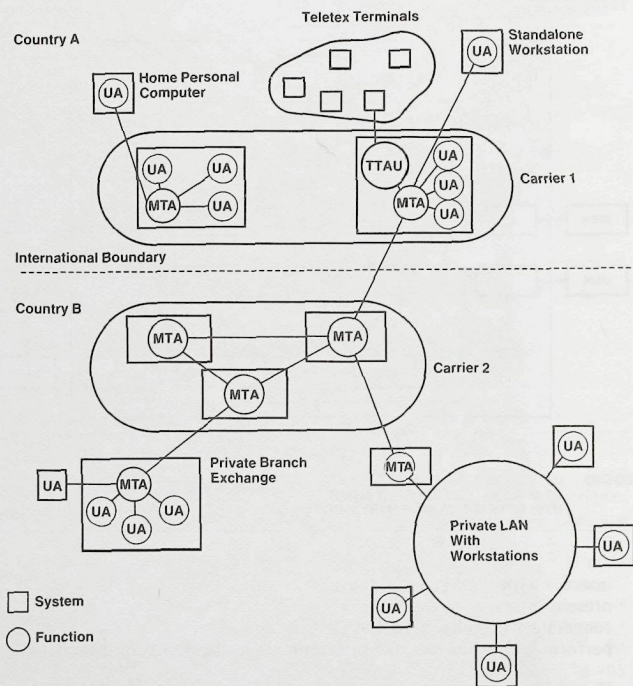 Teletex Terminals
Country A
Standalone
Workstation
UA
Home Personal
Computer
UA
TTAU
UA
UA
UA
UA
UA
UA
MTA
MTA
Carrier 1
International Boundary
Country B
MTA
MTA
MTA
Carrier 2
Private Branch
Exchange
UA
MTA
UA
UA
UA
MTA
UA
Private LAN
With
Workstations
UA
UA
UA
System
Function